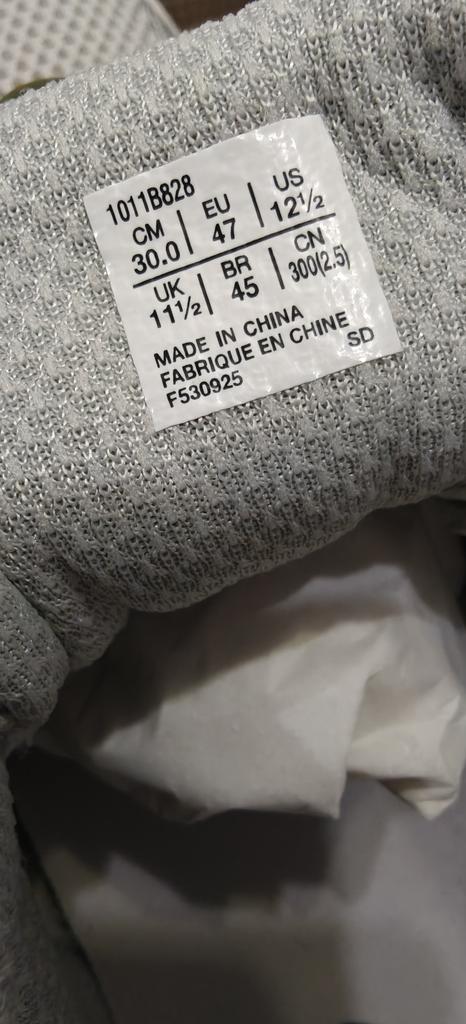 1011B828
CM | EU | US
30.0 | 47 | 12½
UK | BR | CN
11½ | 45 | 300(2.5)
MADE IN CHINA
FABRIQUE EN CHINE
F530925 SD